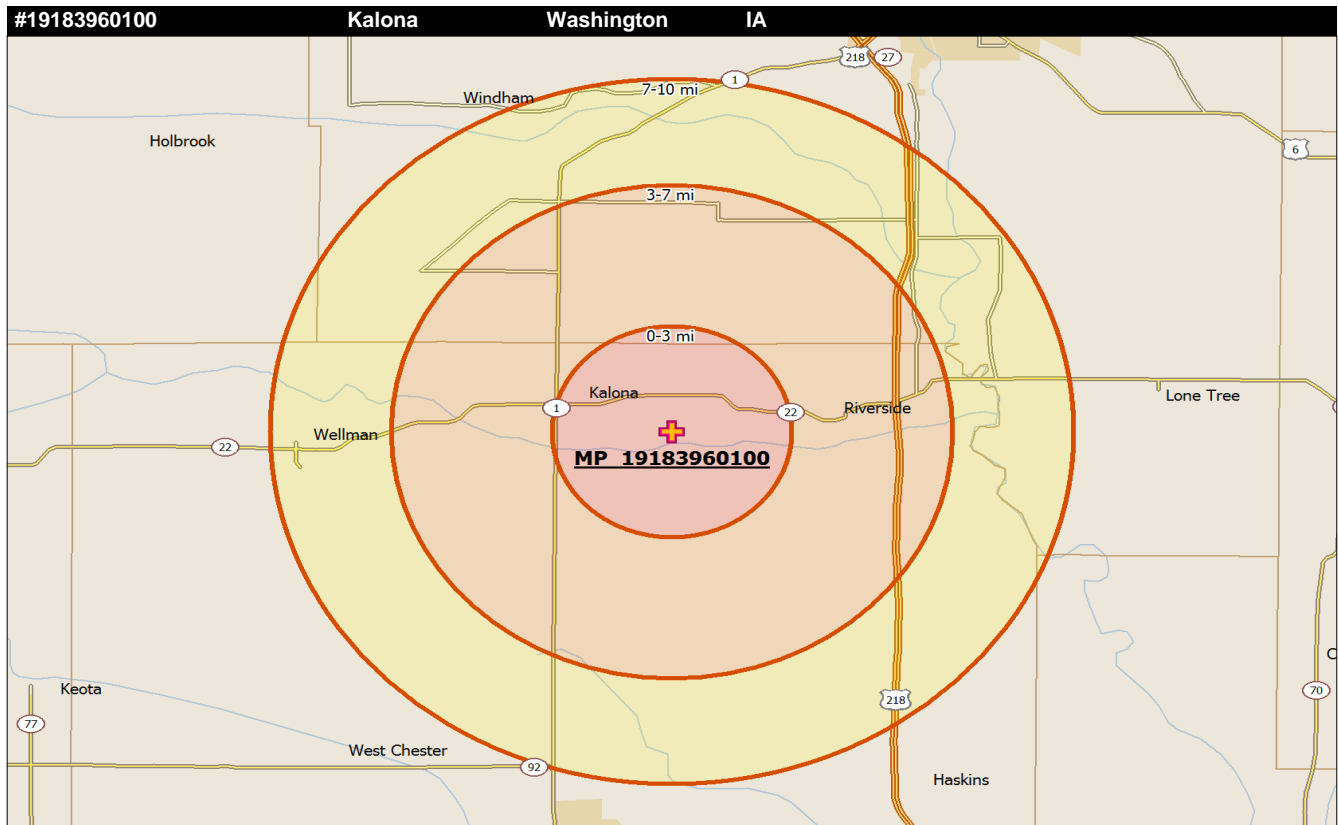 #19183960100 Kalona Washington IA
218
27
1
7-10 mi
Windham
Holbrook
6
3-7 mi
0-3 mi
Kalona
1
22
Riverside
Lone Tree
Wellman
22
MP 19183960100
C
Keota
70
218
77
West Chester
92
Haskins